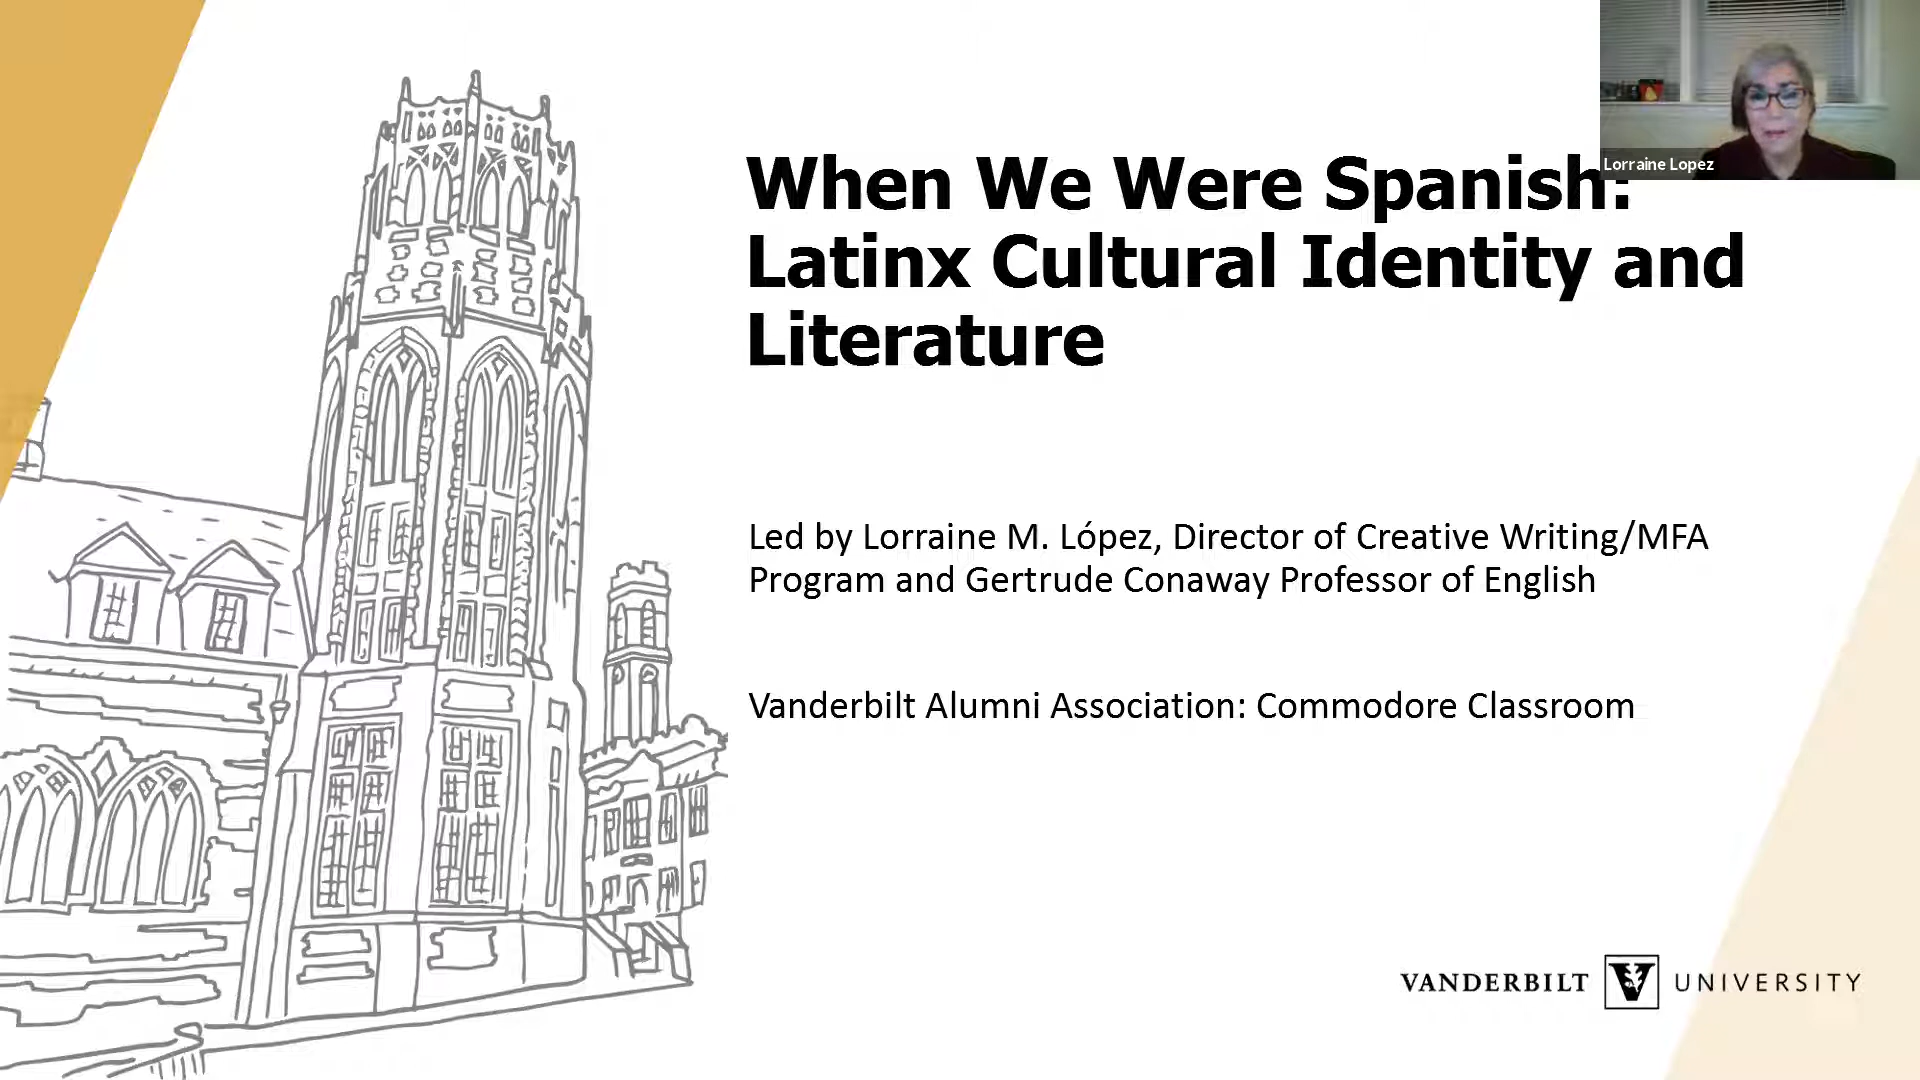 When We Were Spanish:
Latinx Cultural Identity and
Literature
Lorraine Lopez
Led by Lorraine M. López, Director of Creative Writing/MFA
Program and Gertrude Conaway Professor of English
Vanderbilt Alumni Association: Commodore Classroom
VANDERBILT V UNIVERSITY